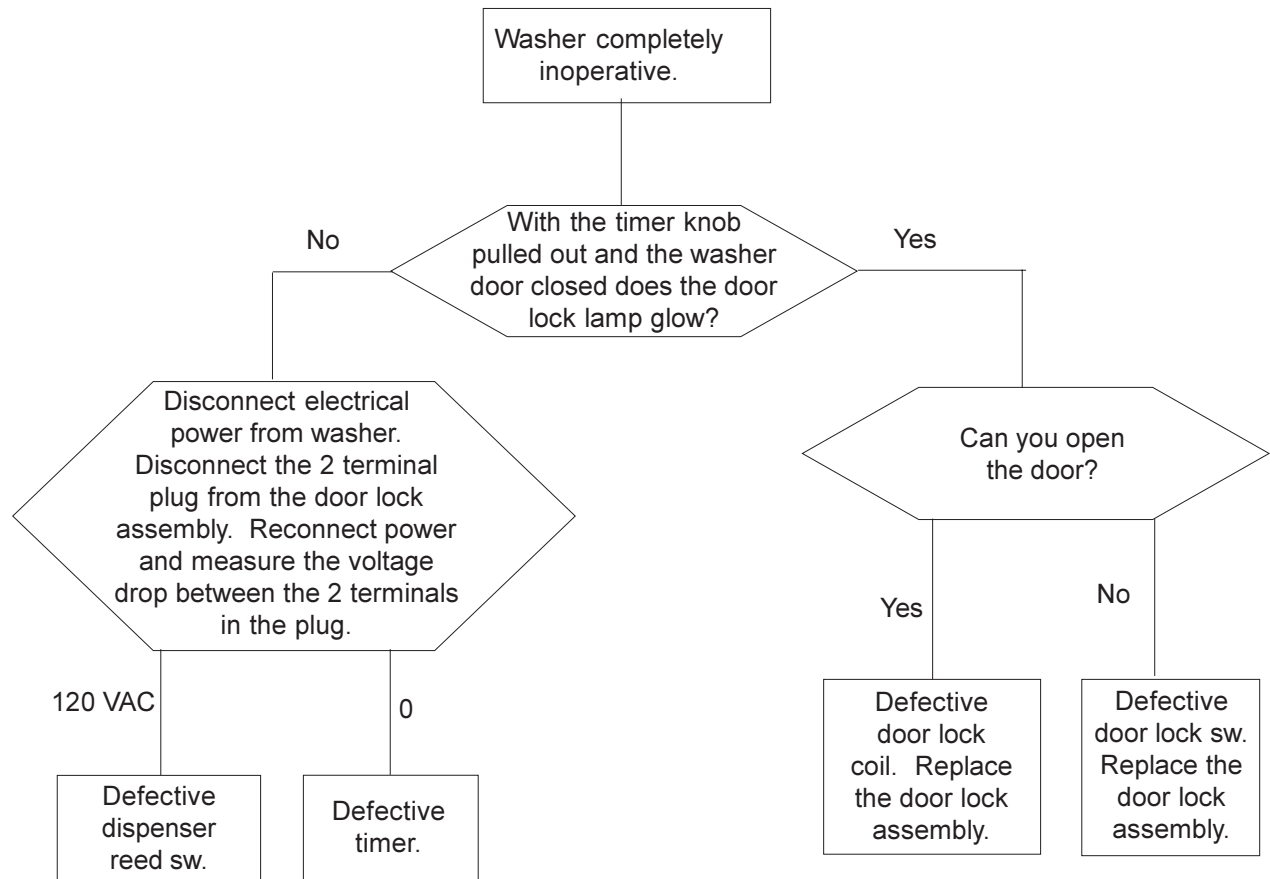 Washer completely
inoperative.
With the timer knob
pulled out and the washer
door closed does the door
lock lamp glow?
No
Yes
Disconnect electrical
power from washer.
Disconnect the 2 terminal
plug from the door lock
assembly. Reconnect power
and measure the voltage
drop between the 2 terminals
in the plug.
Can you open
the door?
120 VAC
0
Yes
No
Defective
dispenser
reed sw.
Defective
timer.
Defective
door lock
coil. Replace
the door lock
assembly.
Defective
door lock sw.
Replace the
door lock
assembly.